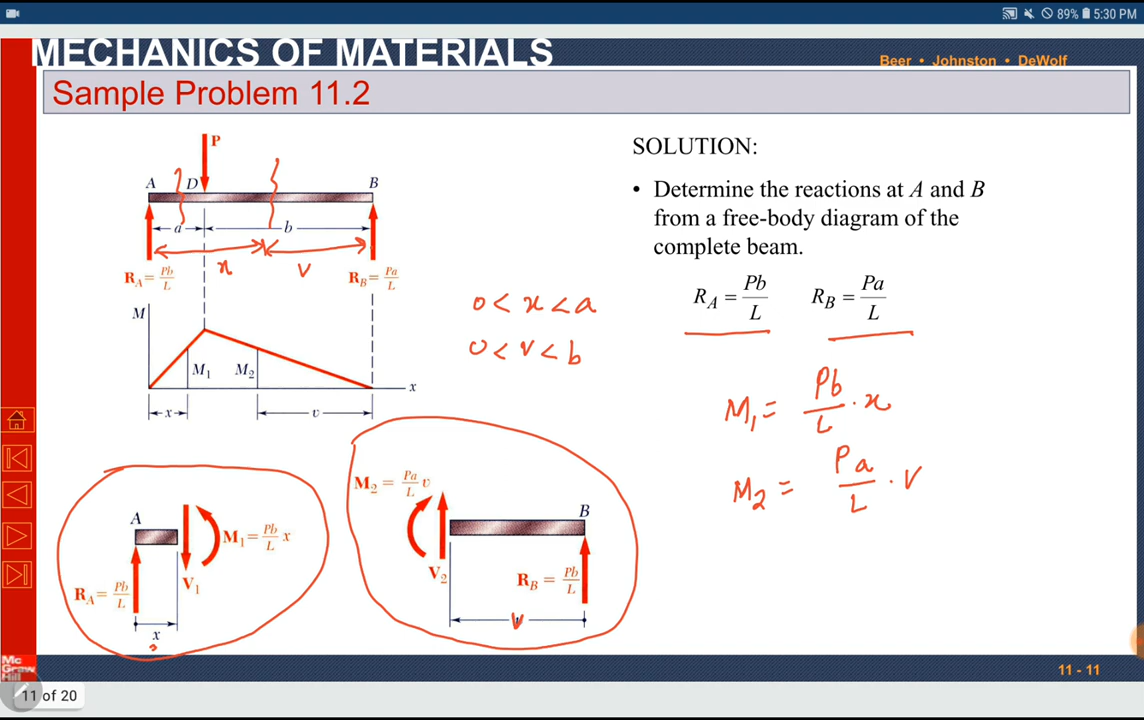 89% 5:30 PM
MECHANICS OF MATERIALS
Beer • Johnston • DeWolf
Sample Problem 11.2
P
A D B
a b
x v
R_A = Pb/L
R_B = Pa/L
M
M_1 M_2
x
x v
0 < x < a
0 < v < b
SOLUTION:
• Determine the reactions at A and B
from a free-body diagram of the
complete beam.
R_A = Pb/L R_B = Pa/L
M_1 = Pb/L · x
M_2 = Pa/L · v
A
M_1 = Pb/L x
V_1
R_A = Pb/L
x
M_2 = Pa/L v
B
V_2
R_B = Pb/L
v
Mc
Graw
Hill
11 - 11
11 of 20